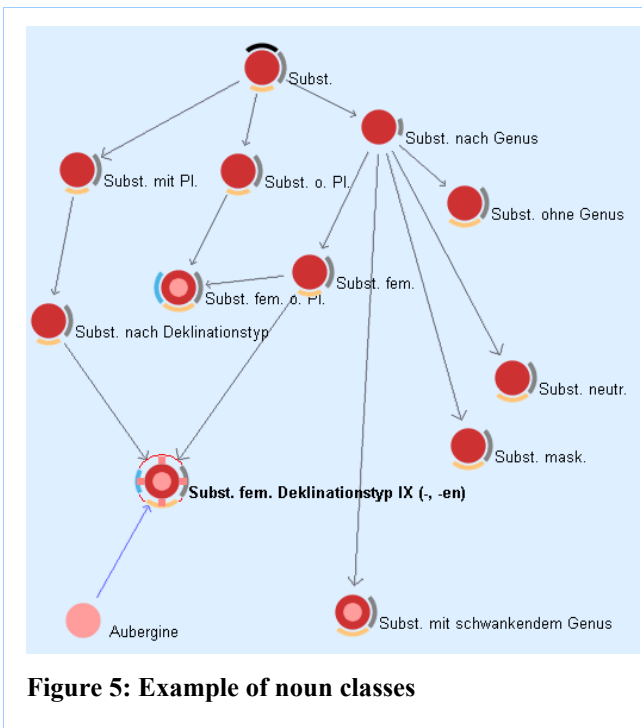 Subst.
Subst. nach Genus
Subst. mit Pl.
Subst. o. Pl.
Subst. ohne Genus
Subst. fem. o. Pl.
Subst. fem.
Subst. nach Deklinationstyp
Subst. neutr.
Subst. mask.
Subst. fem. Deklinationstyp IX (-, -en)
Aubergine
Subst. mit schwankendem Genus
Figure 5: Example of noun classes